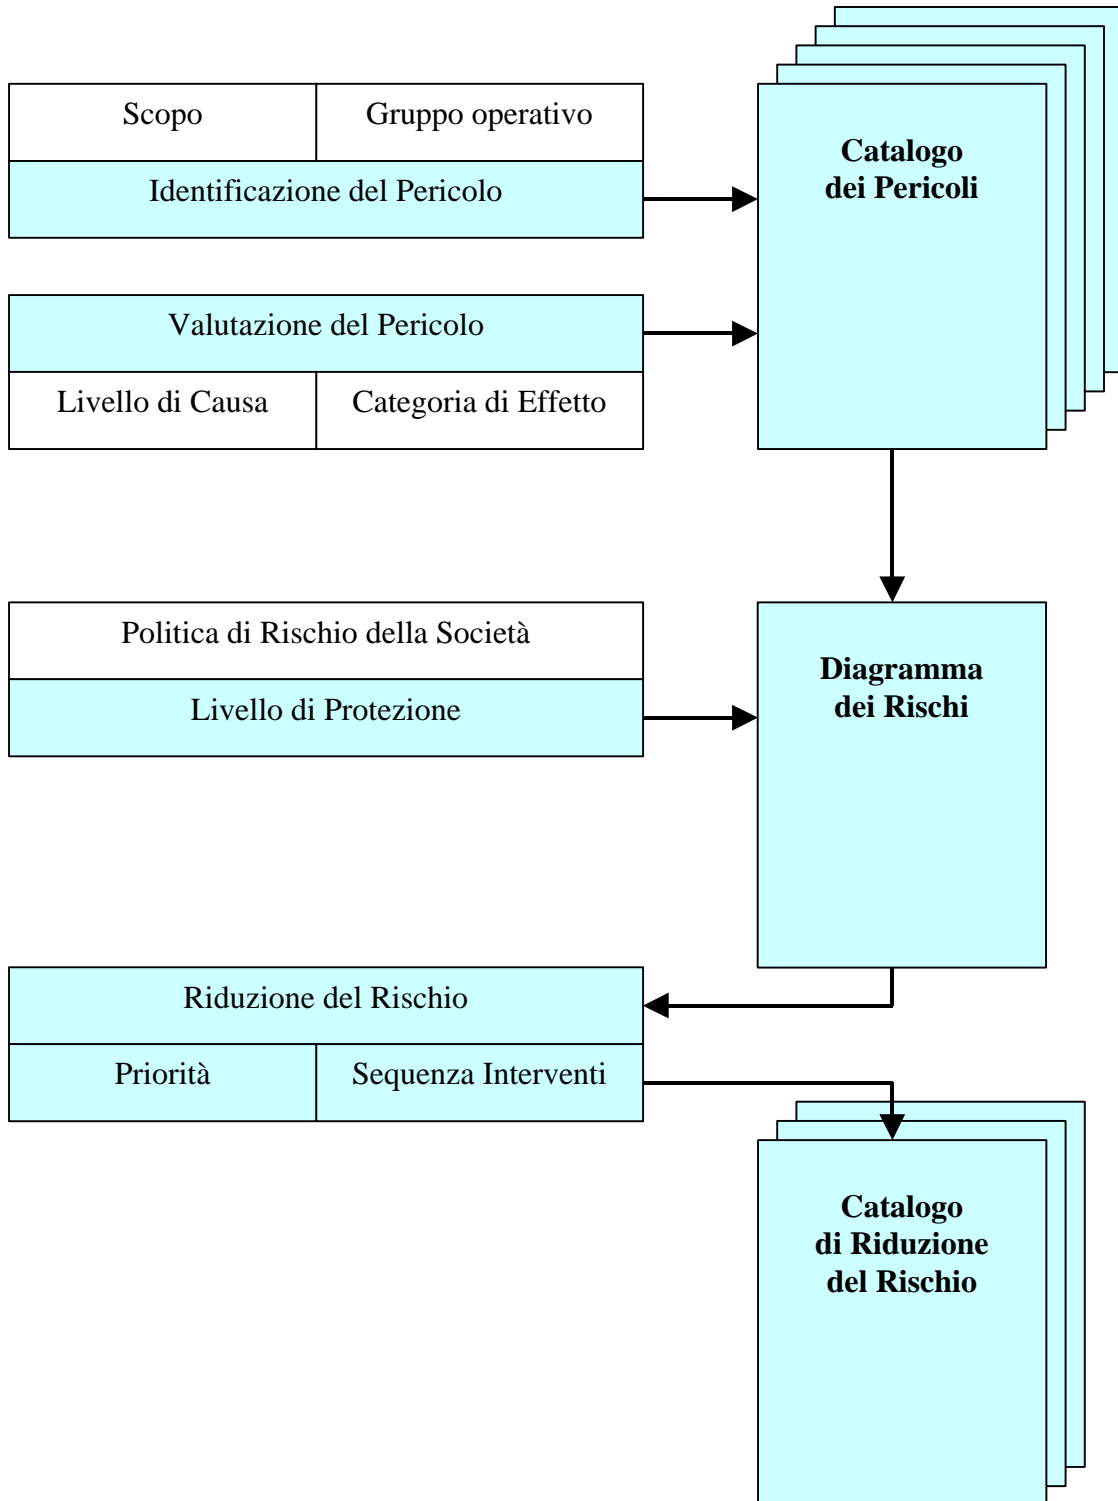 Scopo
Gruppo operativo
Identificazione del Pericolo
Catalogo
dei Pericoli
Valutazione del Pericolo
Livello di Causa
Categoria di Effetto
Politica di Rischio della Società
Livello di Protezione
Diagramma
dei Rischi
Riduzione del Rischio
Priorità
Sequenza Interventi
Catalogo
di Riduzione
del Rischio